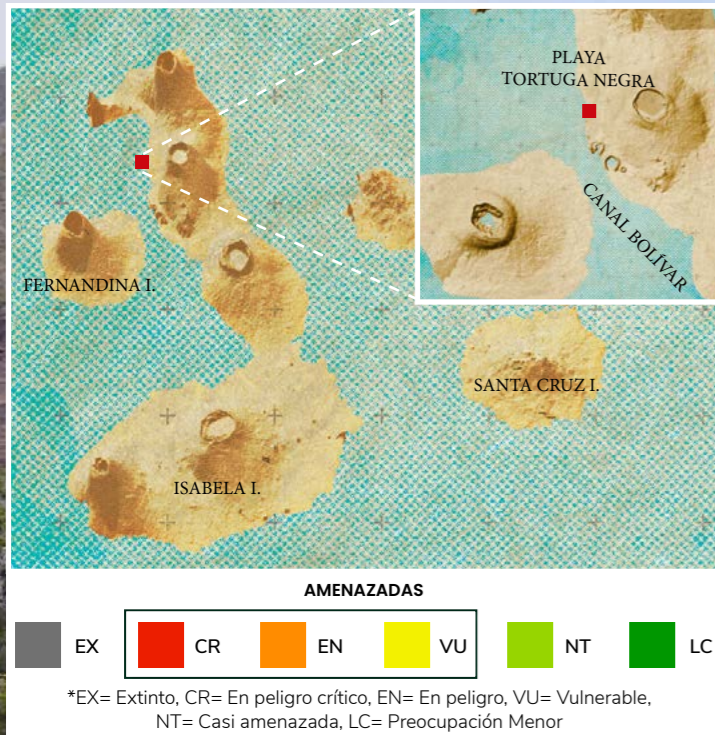 PLAYA
TORTUGA NEGRA
CANAL BOLÍVAR
FERNANDINA I.
SANTA CRUZ I.
ISABELA I.
AMENAZADAS
EX CR EN VU NT LC
*EX= Extinto, CR= En peligro crítico, EN= En peligro, VU= Vulnerable,
NT= Casi amenazada, LC= Preocupación Menor